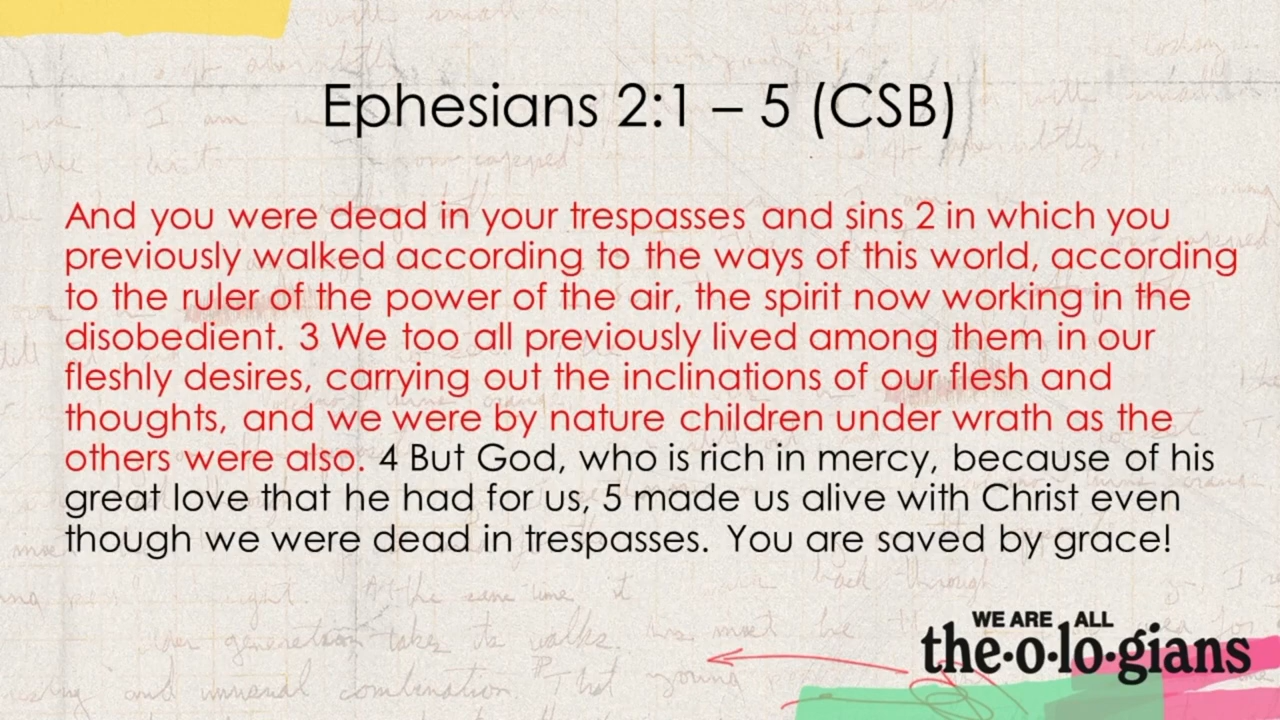 Ephesians 2:1 – 5 (CSB)
And you were dead in your trespasses and sins 2 in which you
previously walked according to the ways of this world, according
to the ruler of the power of the air, the spirit now working in the
disobedient. 3 We too all previously lived among them in our
fleshly desires, carrying out the inclinations of our flesh and
thoughts, and we were by nature children under wrath as the
others were also. 4 But God, who is rich in mercy, because of his
great love that he had for us, 5 made us alive with Christ even
though we were dead in trespasses. You are saved by grace!
WE ARE ALL
the·o·lo·gians